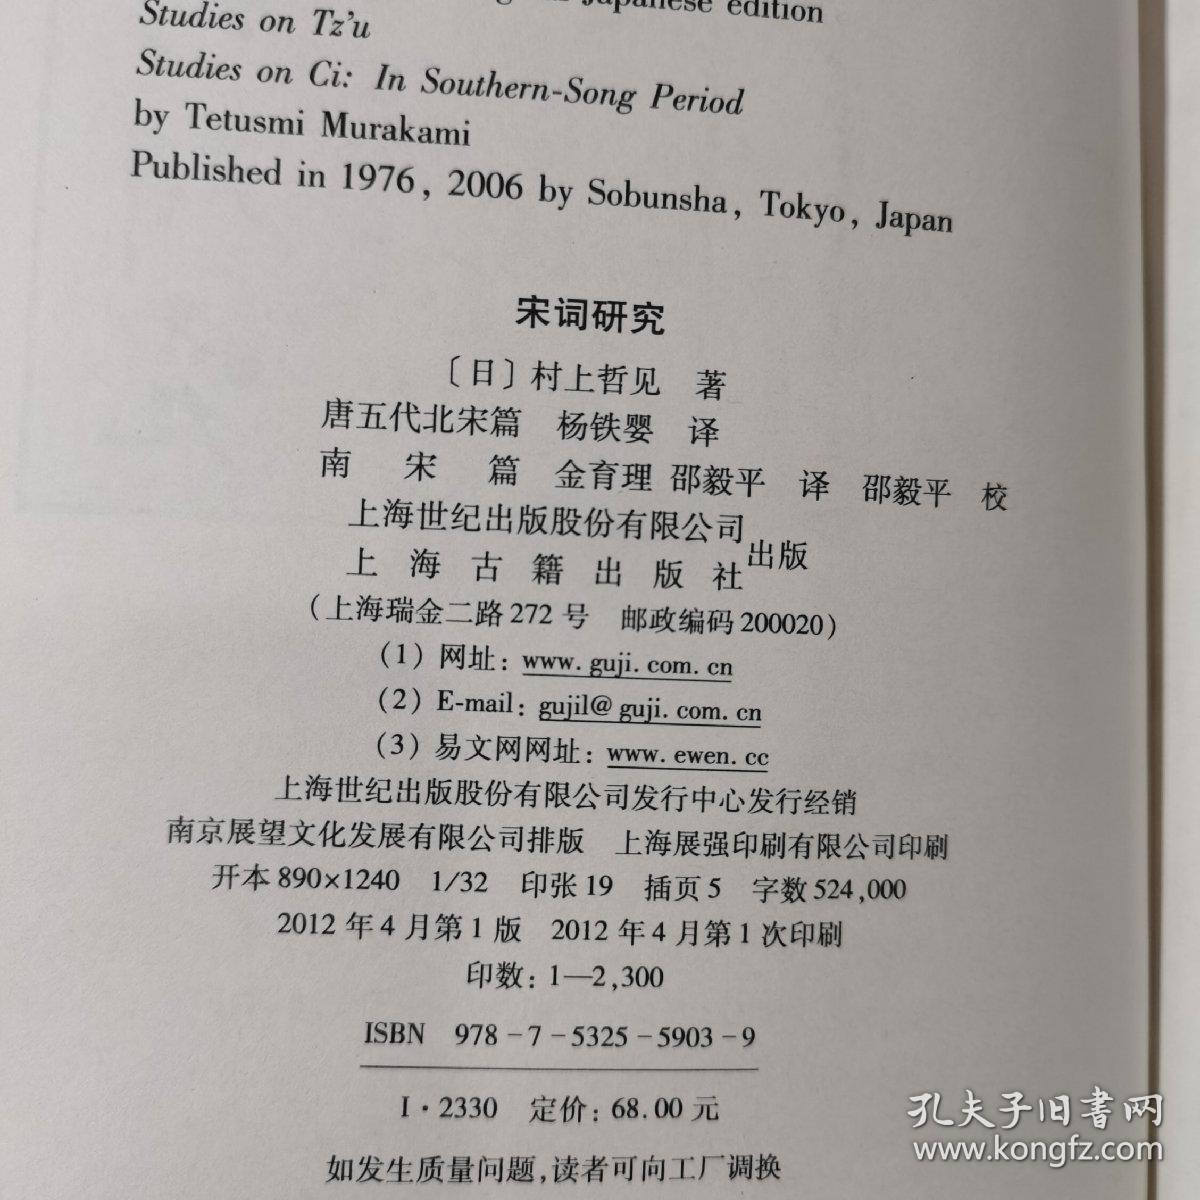 Japanese edition
Studies on Tz'u
Studies on Ci: In Southern-Song Period
by Tetusmi Murakami
Published in 1976, 2006 by Sobunsha, Tokyo, Japan
宋词研究
〔日〕村上哲见 著
唐五代北宋篇 杨铁婴 译
南宋篇 金育理 邵毅平 译 邵毅平 校
上海世纪出版股份有限公司
上海古籍出版社
出版
(上海瑞金二路272号 邮政编码200020)
(1) 网址: www.guji.com.cn
(2) E-mail: gujil@guji.com.cn
(3) 易文网网址: www.ewen.cc
上海世纪出版股份有限公司发行中心发行经销
南京展望文化发展有限公司排版 上海展强印刷有限公司印刷
开本890×1240 1/32 印张19 插页5 字数524,000
2012年4月第1版 2012年4月第1次印刷
印数: 1—2,300
ISBN 978-7-5325-5903-9
I·2330 定价: 68.00元
如发生质量问题,读者可向工厂调换
孔夫子旧书网
www.kongfz.com